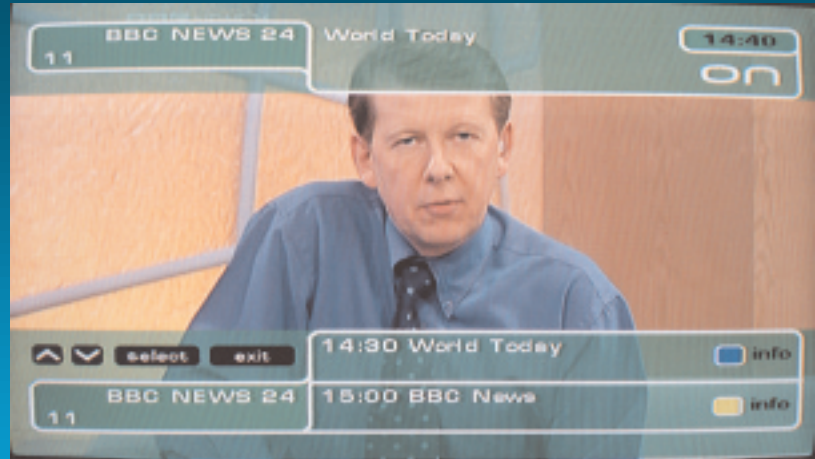 BBC NEWS 24
11
World Today
14:40
on
select exit
14:30 World Today
info
BBC NEWS 24
11
15:00 BBC News
info